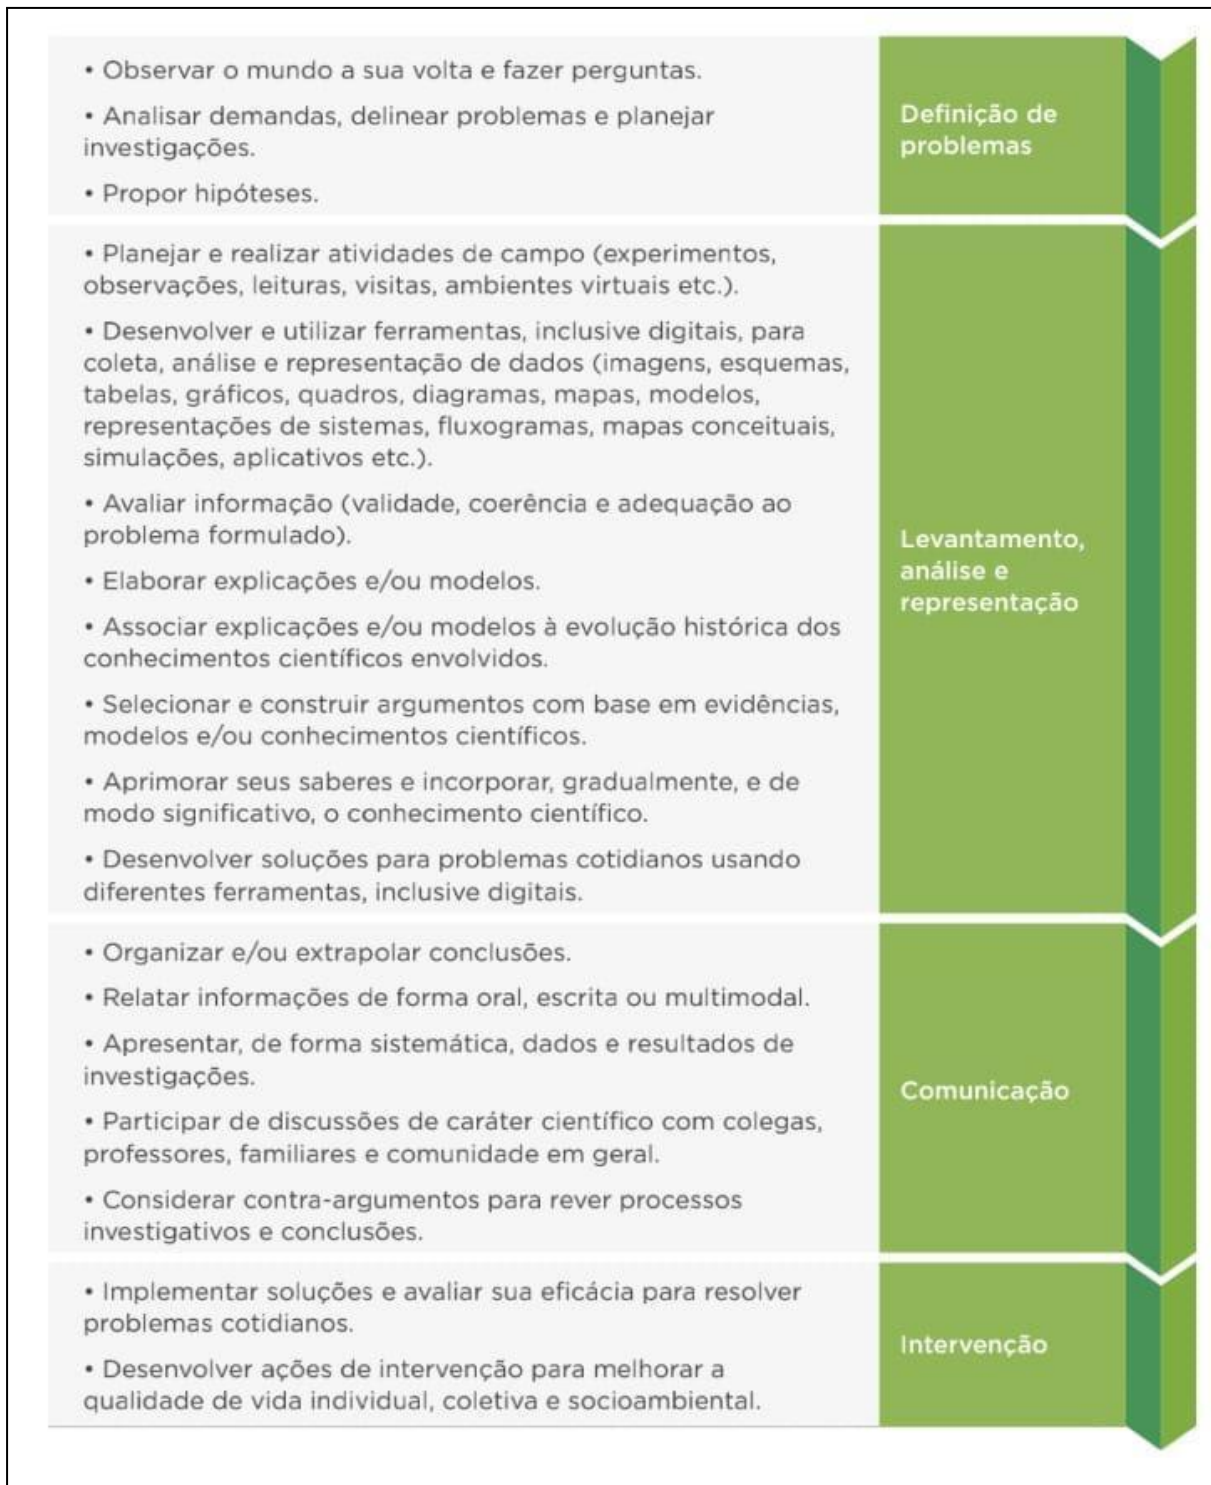 • Observar o mundo a sua volta e fazer perguntas.
• Analisar demandas, delinear problemas e planejar
investigações.
• Propor hipóteses.
Definição de
problemas
• Planejar e realizar atividades de campo (experimentos,
observações, leituras, visitas, ambientes virtuais etc.).
• Desenvolver e utilizar ferramentas, inclusive digitais, para
coleta, análise e representação de dados (imagens, esquemas,
tabelas, gráficos, quadros, diagramas, mapas, modelos,
representações de sistemas, fluxogramas, mapas conceituais,
simulações, aplicativos etc.).
• Avaliar informação (validade, coerência e adequação ao
problema formulado).
• Elaborar explicações e/ou modelos.
• Associar explicações e/ou modelos à evolução histórica dos
conhecimentos científicos envolvidos.
• Selecionar e construir argumentos com base em evidências,
modelos e/ou conhecimentos científicos.
• Aprimorar seus saberes e incorporar, gradualmente, e de
modo significativo, o conhecimento científico.
• Desenvolver soluções para problemas cotidianos usando
diferentes ferramentas, inclusive digitais.
Levantamento,
análise e
representação
• Organizar e/ou extrapolar conclusões.
• Relatar informações de forma oral, escrita ou multimodal.
• Apresentar, de forma sistemática, dados e resultados de
investigações.
• Participar de discussões de caráter científico com colegas,
professores, familiares e comunidade em geral.
• Considerar contra-argumentos para rever processos
investigativos e conclusões.
Comunicação
• Implementar soluções e avaliar sua eficácia para resolver
problemas cotidianos.
• Desenvolver ações de intervenção para melhorar a
qualidade de vida individual, coletiva e socioambiental.
Intervenção